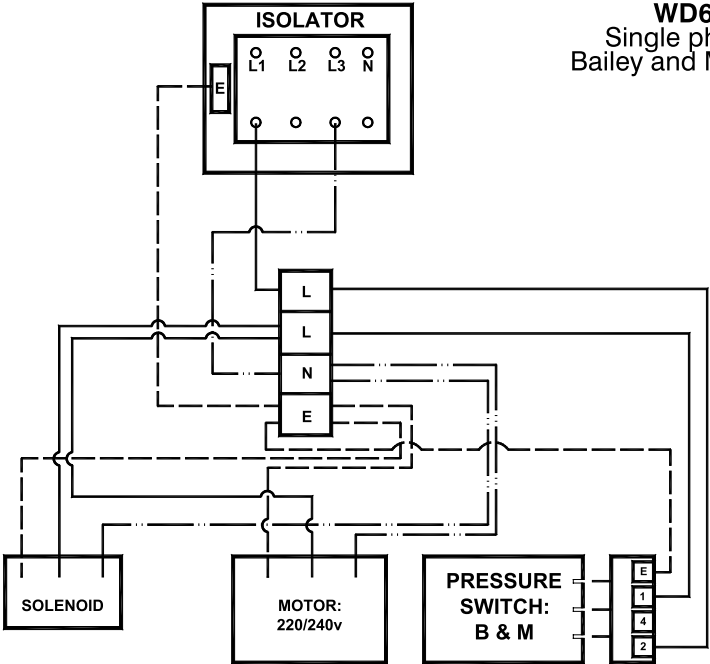 WD6
Single ph
Bailey and M
ISOLATOR
L1 L2 L3 N
E
L
L
N
E
SOLENOID
MOTOR:
220/240v
PRESSURE
SWITCH:
B & M
E
1
4
2